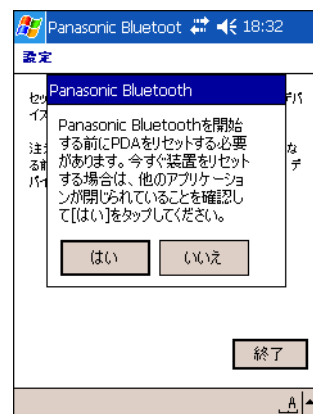 Panasonic Bluetoot 18:32
設定
Panasonic Bluetooth
Panasonic Bluetoothを開始
する前にPDAをリセットする必要
があります。今すぐ装置をリセット
する場合は、他のアプリケーショ
ンが閉じられていることを確認し
て[はい]をタップしてください。
はい いいえ
終了
A